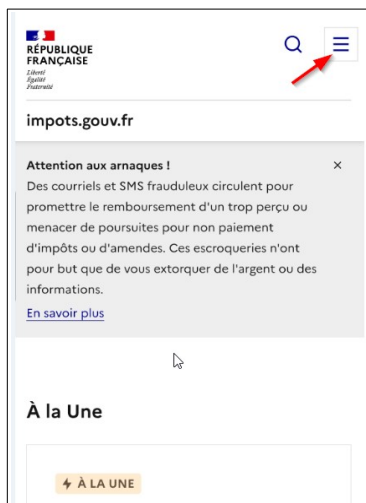 RÉPUBLIQUE
FRANÇAISE
Liberté
Égalité
Fraternité
impots.gouv.fr
Attention aux arnaques !
Des courriels et SMS frauduleux circulent pour
promettre le remboursement d'un trop perçu ou
menacer de poursuites pour non paiement
d'impôts ou d'amendes. Ces escroqueries n'ont
pour but que de vous extorquer de l'argent ou des
informations.
En savoir plus
À la Une
À LA UNE